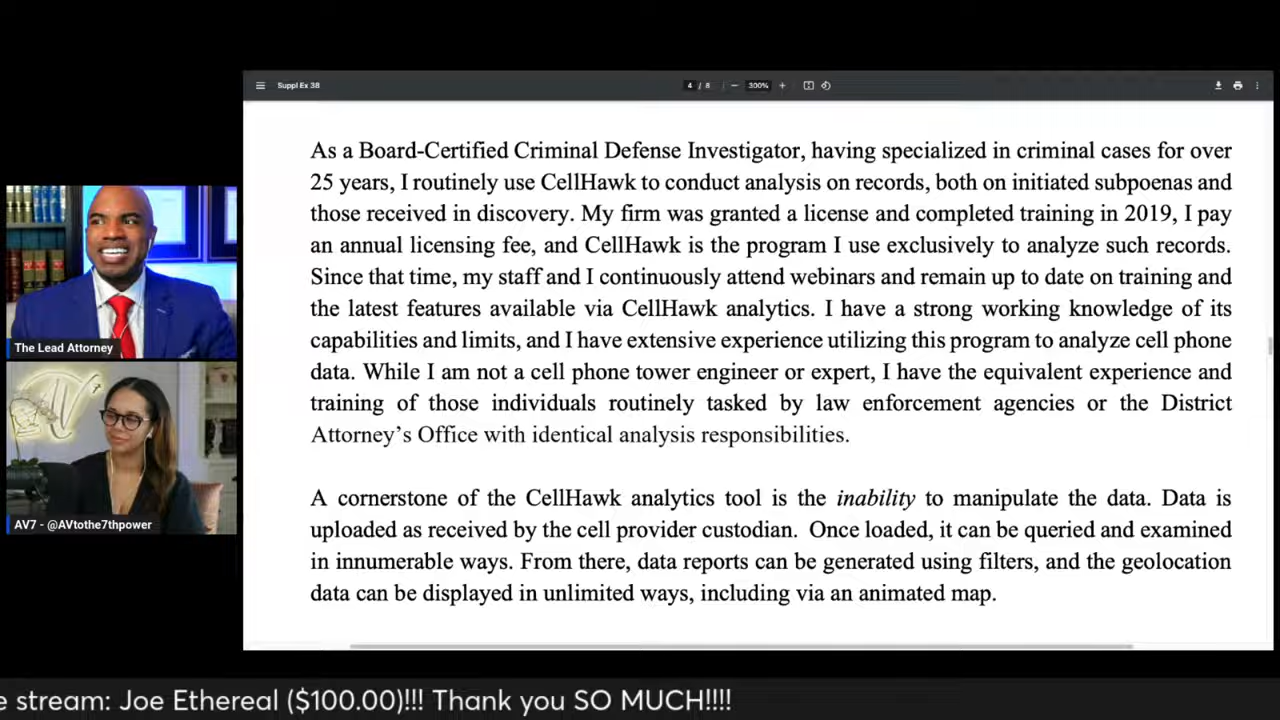 Suppl Ex 38
4 / 8
300%
As a Board-Certified Criminal Defense Investigator, having specialized in criminal cases for over
25 years, I routinely use CellHawk to conduct analysis on records, both on initiated subpoenas and
those received in discovery. My firm was granted a license and completed training in 2019, I pay
an annual licensing fee, and CellHawk is the program I use exclusively to analyze such records.
Since that time, my staff and I continuously attend webinars and remain up to date on training and
the latest features available via CellHawk analytics. I have a strong working knowledge of its
capabilities and limits, and I have extensive experience utilizing this program to analyze cell phone
data. While I am not a cell phone tower engineer or expert, I have the equivalent experience and
training of those individuals routinely tasked by law enforcement agencies or the District
Attorney’s Office with identical analysis responsibilities.
A cornerstone of the CellHawk analytics tool is the inability to manipulate the data. Data is
uploaded as received by the cell provider custodian. Once loaded, it can be queried and examined
in innumerable ways. From there, data reports can be generated using filters, and the geolocation
data can be displayed in unlimited ways, including via an animated map.
The Lead Attorney
AV7 - @AVtothe7thpower
e stream: Joe Ethereal ($100.00)!!! Thank you SO MUCH!!!!